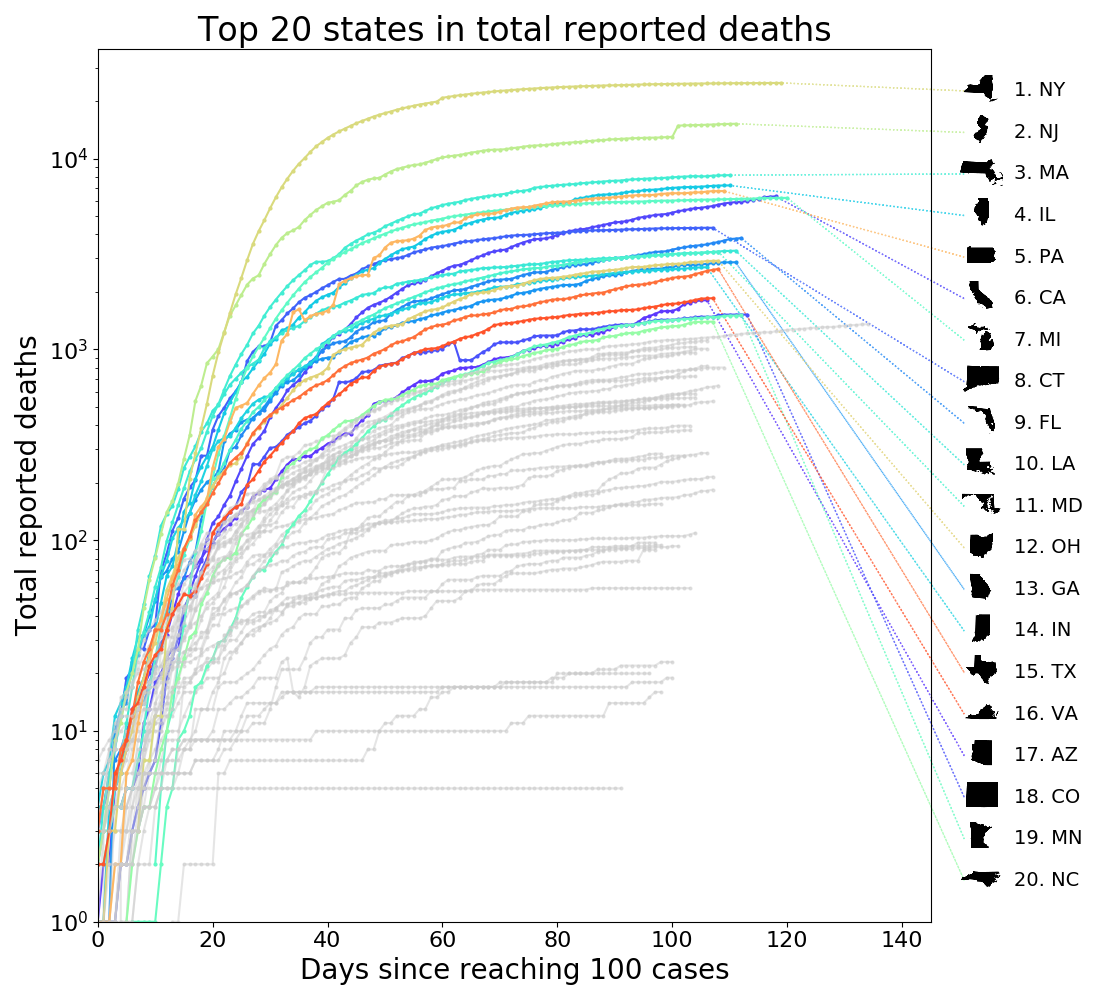 Top 20 states in total reported deaths
Total reported deaths
10^4
10^3
10^2
10^1
10^0
0 20 40 60 80 100 120 140
Days since reaching 100 cases
1. NY
2. NJ
3. MA
4. IL
5. PA
6. CA
7. MI
8. CT
9. FL
10. LA
11. MD
12. OH
13. GA
14. IN
15. TX
16. VA
17. AZ
18. CO
19. MN
20. NC